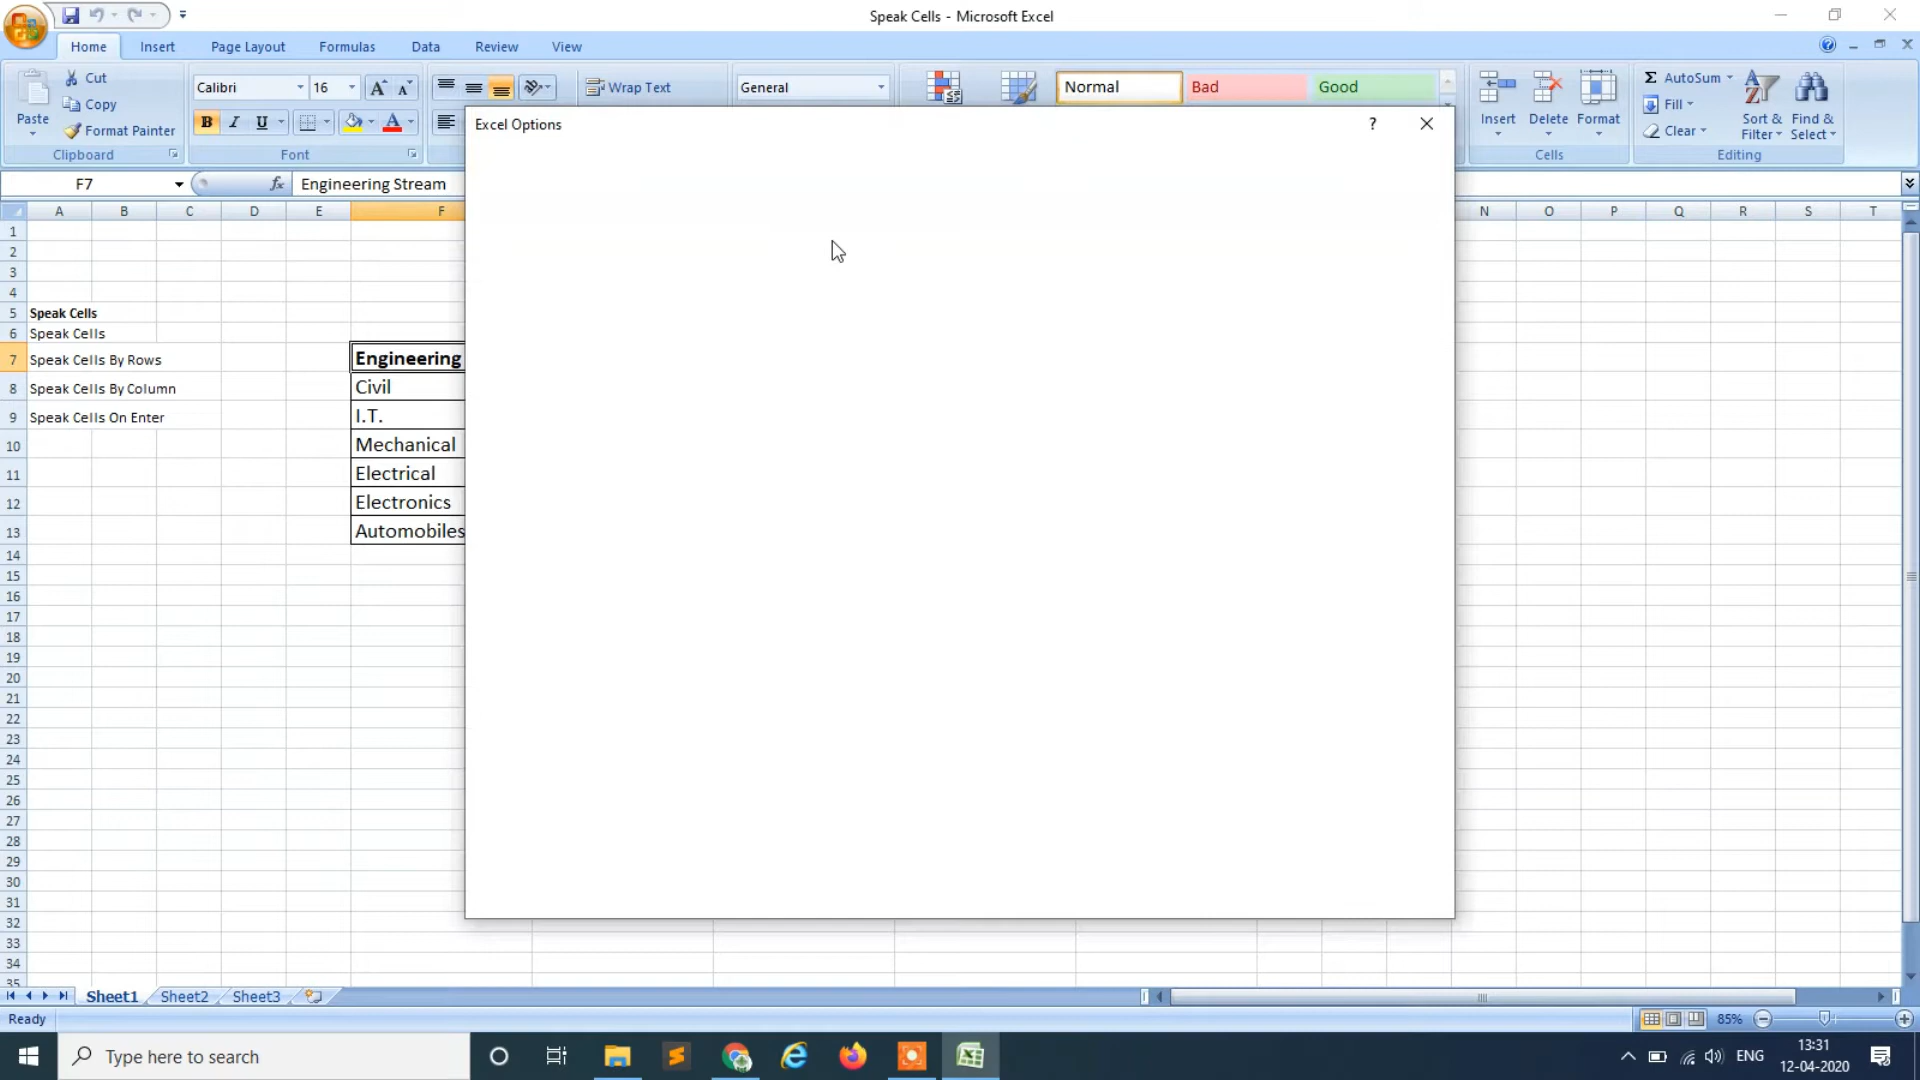 Speak Cells - Microsoft Excel
Home Insert Page Layout Formulas Data Review View
Cut
Copy
Format Painter
Paste
Clipboard
Calibri 16
B I U
Font
Wrap Text
General
Normal Bad Good
Insert Delete Format
Cells
AutoSum
Fill
Clear
Sort & Filter
Find & Select
Editing
F7 fx Engineering Stream
Excel Options ?
A B C D E F N O P Q R S T
1
2
3
4
5 Speak Cells
6 Speak Cells
7 Speak Cells By Rows Engineering
8 Speak Cells By Column Civil
9 Speak Cells On Enter I.T.
10 Mechanical
11 Electrical
12 Electronics
13 Automobiles
14
15
16
17
18
19
20
21
22
23
24
25
26
27
28
29
30
31
32
33
34
35
Sheet1 Sheet2 Sheet3
Ready 85%
Type here to search
ENG
13:31
12-04-2020